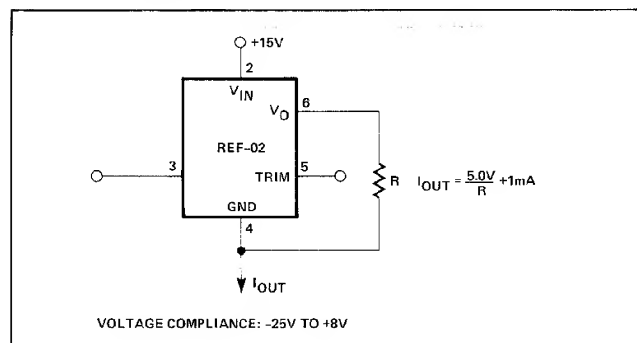 +15V
2
VIN
VO
6
REF-02
3
TRIM
5
R
IOUT = 5.0V/R +1mA
GND
4
IOUT
VOLTAGE COMPLIANCE: -25V TO +8V